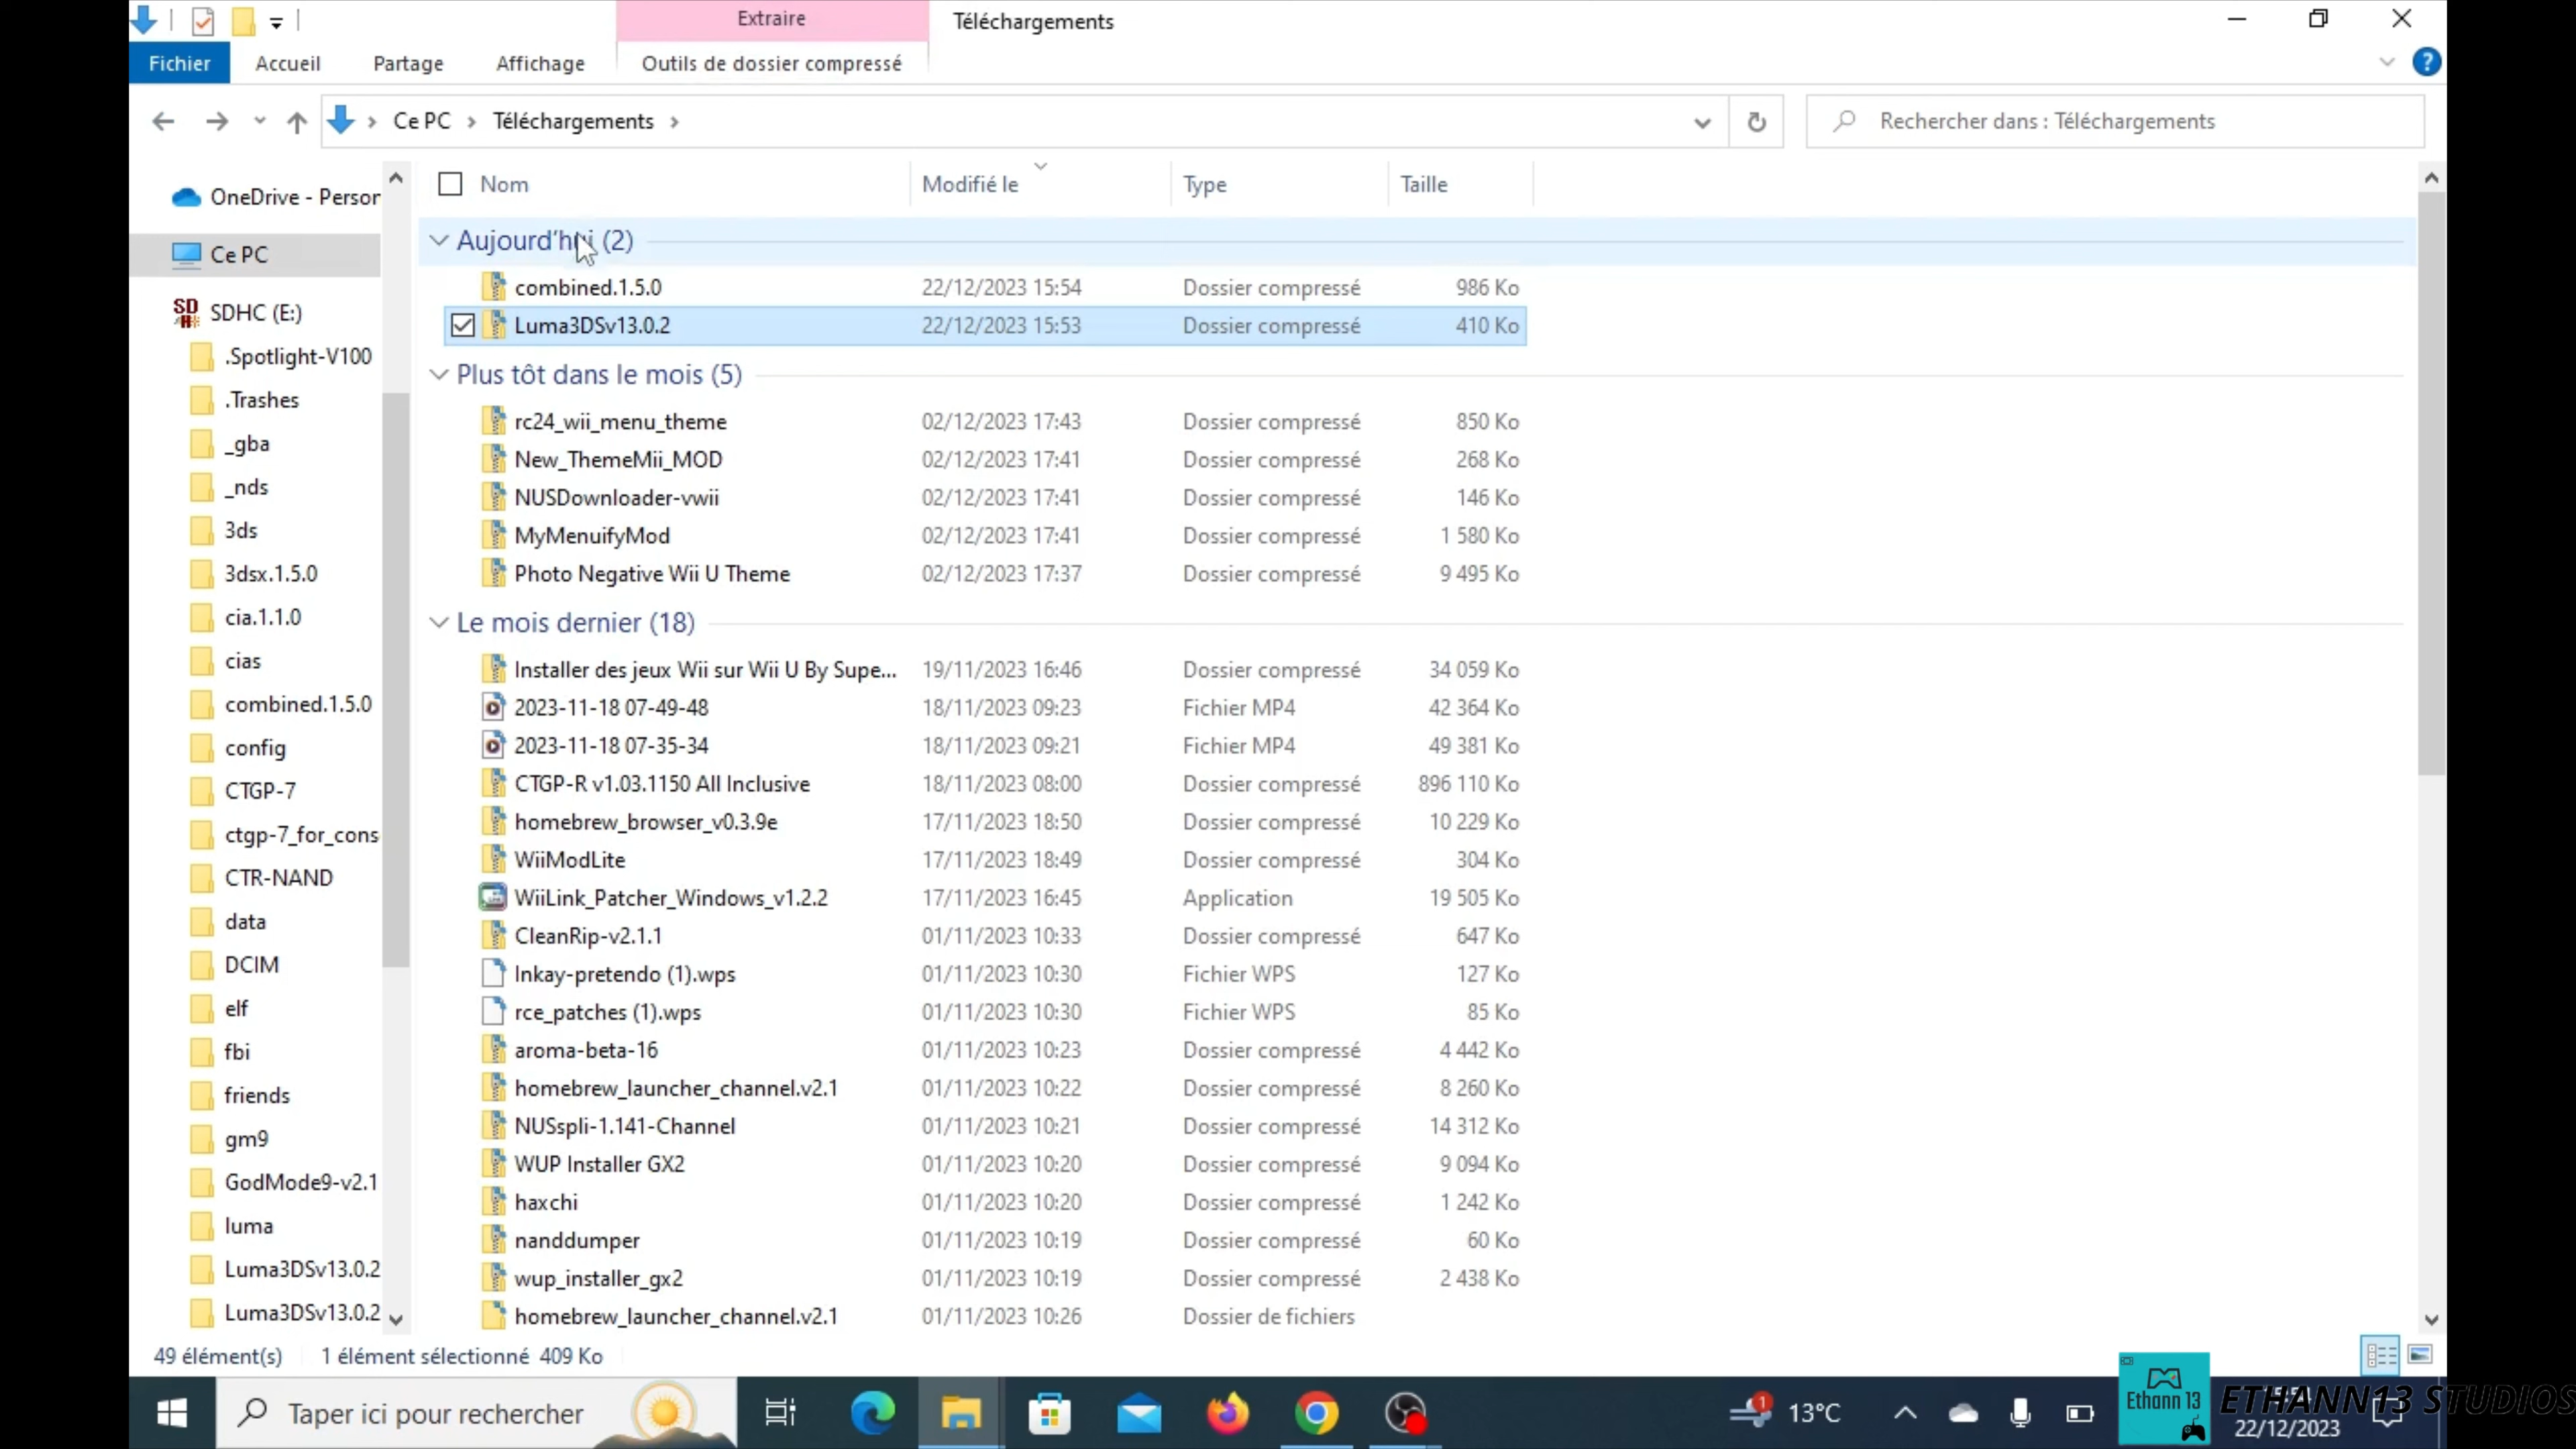 Extraire
Téléchargements
Fichier
Accueil
Partage
Affichage
Outils de dossier compressé
Ce PC
Téléchargements
Rechercher dans : Téléchargements
Nom
Modifié le
Type
Taille
OneDrive - Person
Ce PC
SDHC (E:)
.Spotlight-V100
.Trashes
_gba
_nds
3ds
3dsx.1.5.0
cia.1.1.0
cias
combined.1.5.0
config
CTGP-7
ctgp-7_for_cons
CTR-NAND
data
DCIM
elf
fbi
friends
gm9
GodMode9-v2.1
luma
Luma3DSv13.0.2
Luma3DSv13.0.2
Aujourd'hui (2)
combined.1.5.0 22/12/2023 15:54 Dossier compressé 986 Ko
Luma3DSv13.0.2 22/12/2023 15:53 Dossier compressé 410 Ko
Plus tôt dans le mois (5)
rc24_wii_menu_theme 02/12/2023 17:43 Dossier compressé 850 Ko
New_ThemeMii_MOD 02/12/2023 17:41 Dossier compressé 268 Ko
NUSDownloader-vwii 02/12/2023 17:41 Dossier compressé 146 Ko
MyMenuifyMod 02/12/2023 17:41 Dossier compressé 1 580 Ko
Photo Negative Wii U Theme 02/12/2023 17:37 Dossier compressé 9 495 Ko
Le mois dernier (18)
Installer des jeux Wii sur Wii U By Supe... 19/11/2023 16:46 Dossier compressé 34 059 Ko
2023-11-18 07-49-48 18/11/2023 09:23 Fichier MP4 42 364 Ko
2023-11-18 07-35-34 18/11/2023 09:21 Fichier MP4 49 381 Ko
CTGP-R v1.03.1150 All Inclusive 18/11/2023 08:00 Dossier compressé 896 110 Ko
homebrew_browser_v0.3.9e 17/11/2023 18:50 Dossier compressé 10 229 Ko
WiiModLite 17/11/2023 18:49 Dossier compressé 304 Ko
WiiLink_Patcher_Windows_v1.2.2 17/11/2023 16:45 Application 19 505 Ko
CleanRip-v2.1.1 01/11/2023 10:33 Dossier compressé 647 Ko
Inkay-pretendo (1).wps 01/11/2023 10:30 Fichier WPS 127 Ko
rce_patches (1).wps 01/11/2023 10:30 Fichier WPS 85 Ko
aroma-beta-16 01/11/2023 10:23 Dossier compressé 4 442 Ko
homebrew_launcher_channel.v2.1 01/11/2023 10:22 Dossier compressé 8 260 Ko
NUSspli-1.141-Channel 01/11/2023 10:21 Dossier compressé 14 312 Ko
WUP Installer GX2 01/11/2023 10:20 Dossier compressé 9 094 Ko
haxchi 01/11/2023 10:20 Dossier compressé 1 242 Ko
nanddumper 01/11/2023 10:19 Dossier compressé 60 Ko
wup_installer_gx2 01/11/2023 10:19 Dossier compressé 2 438 Ko
homebrew_launcher_channel.v2.1 01/11/2023 10:26 Dossier de fichiers
49 élément(s) 1 élément sélectionné 409 Ko
Taper ici pour rechercher
1
13°C
Ethann 13
ETHANN13 STUDIOS
22/12/2023